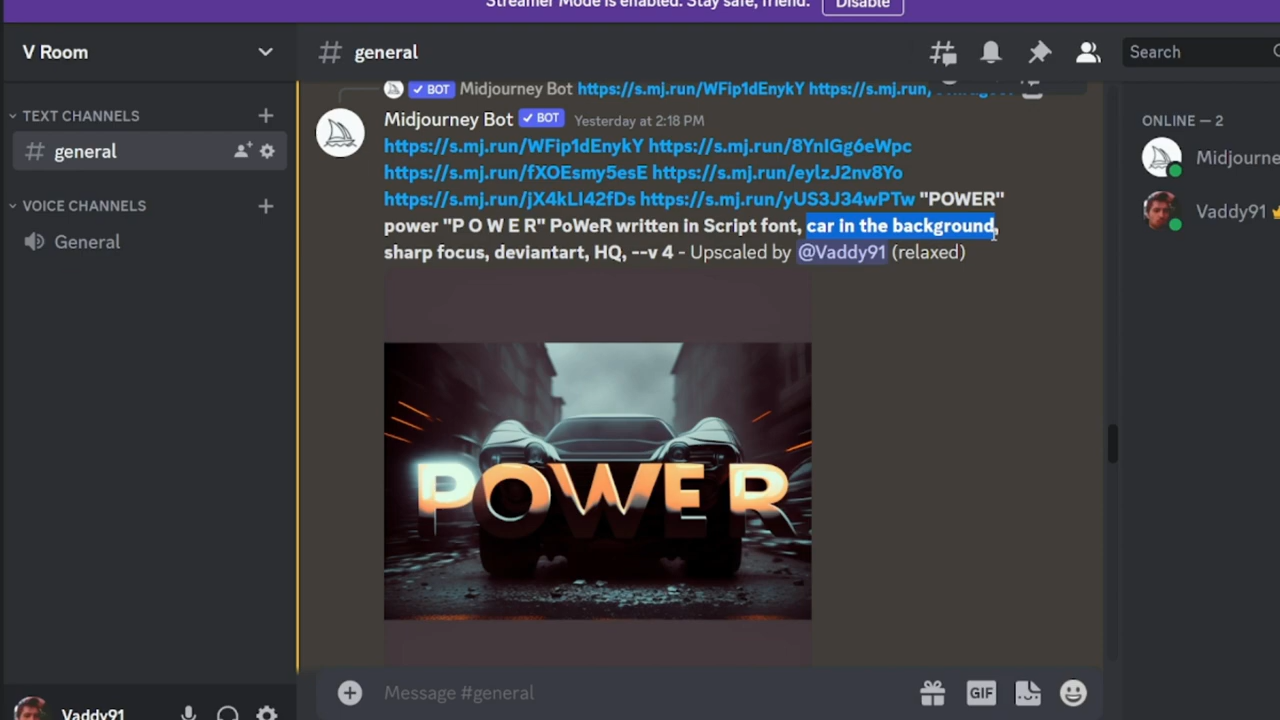 Streamer Mode is enabled. Stay safe, friend. Disable
V Room
general
Search
TEXT CHANNELS
general
VOICE CHANNELS
General
BOT Midjourney Bot https://s.mj.run/WFip1dEnykY https://s.mj.run/
Midjourney Bot BOT Yesterday at 2:18 PM
https://s.mj.run/WFip1dEnykY https://s.mj.run/8YnIGg6eWpc
https://s.mj.run/fXOEsmy5esE https://s.mj.run/eylzJ2nv8Yo
https://s.mj.run/jX4kLI42fDs https://s.mj.run/yUS3J34wPTw "POWER"
power "P O W E R" PoWeR written in Script font, car in the background,
sharp focus, deviantart, HQ, --v 4 - Upscaled by @Vaddy91 (relaxed)
POWER
Message #general
GIF
ONLINE — 2
Midjourne
Vaddy91
Vaddy91